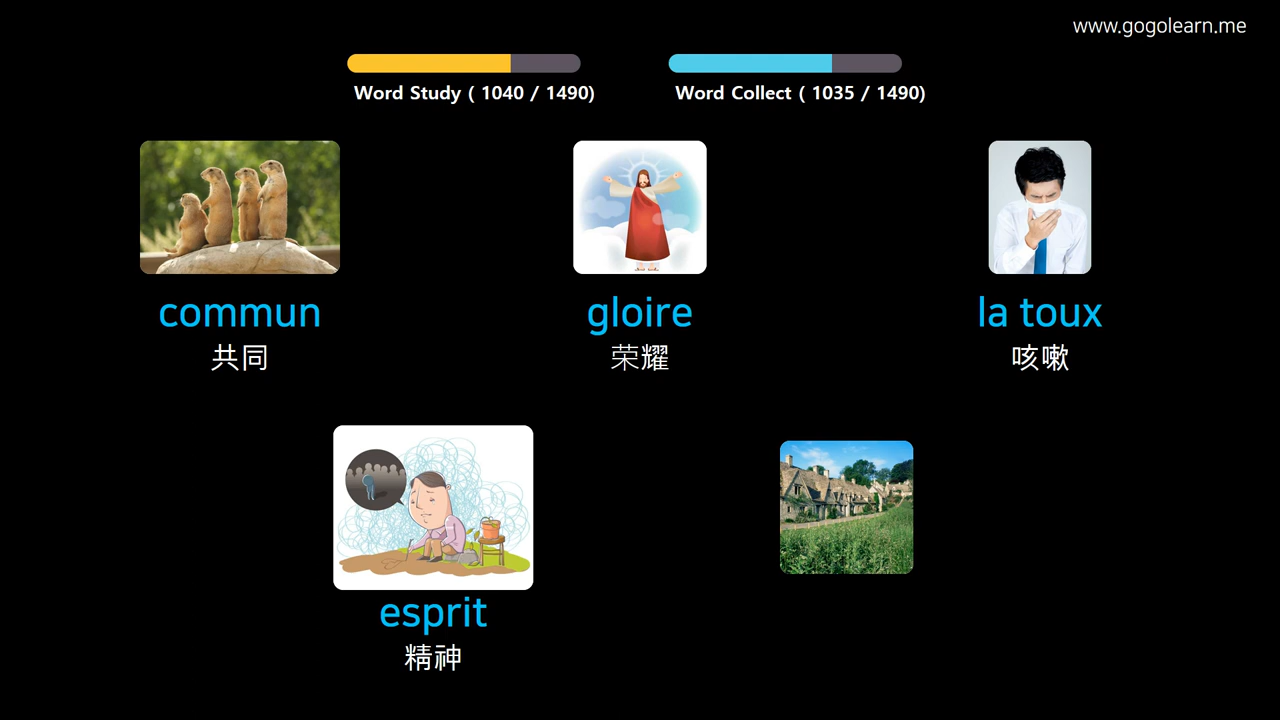 www.gogolearn.me
Word Study ( 1040 / 1490)
Word Collect ( 1035 / 1490)
commun
共同
gloire
荣耀
la toux
咳嗽
esprit
精神